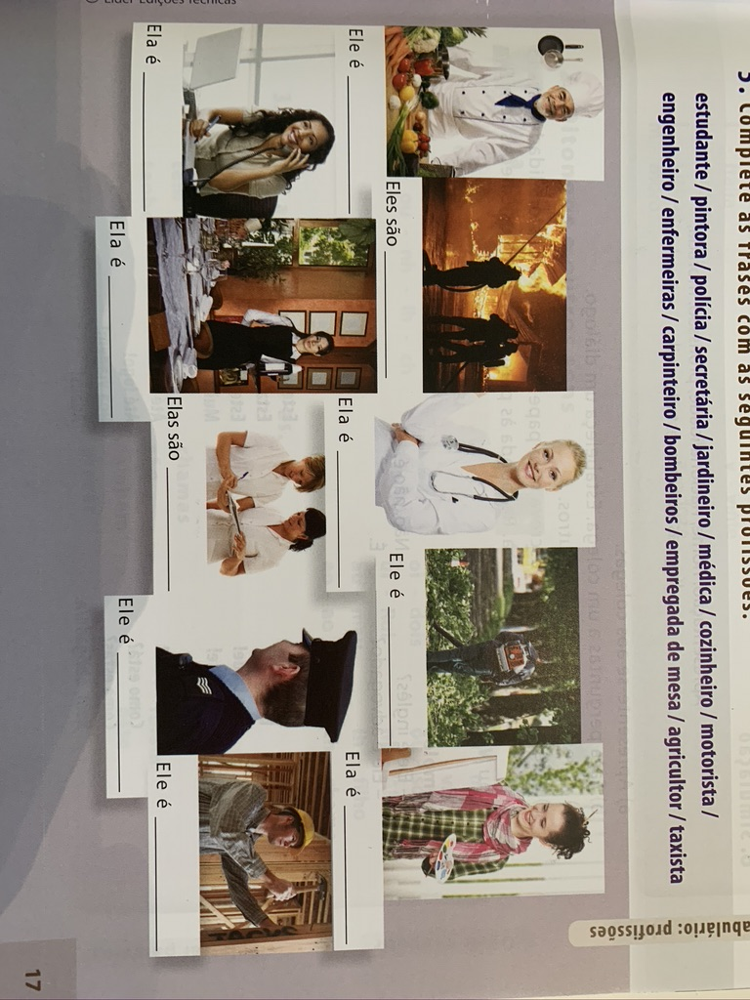 5. Complete as frases com as seguintes profissões.
estudante / pintora / polícia / secretária / jardineiro / médica / cozinheiro / motorista /
engenheiro / enfermeiras / carpinteiro / bombeiros / empregada de mesa / agricultor / taxista
Ele é
Eles são
Ela é
Ele é
Ela é
Ela é
Ela é
Elas são
Ele é
Ele é
abulário: profissões
© Lidel Edições Técnicas
17